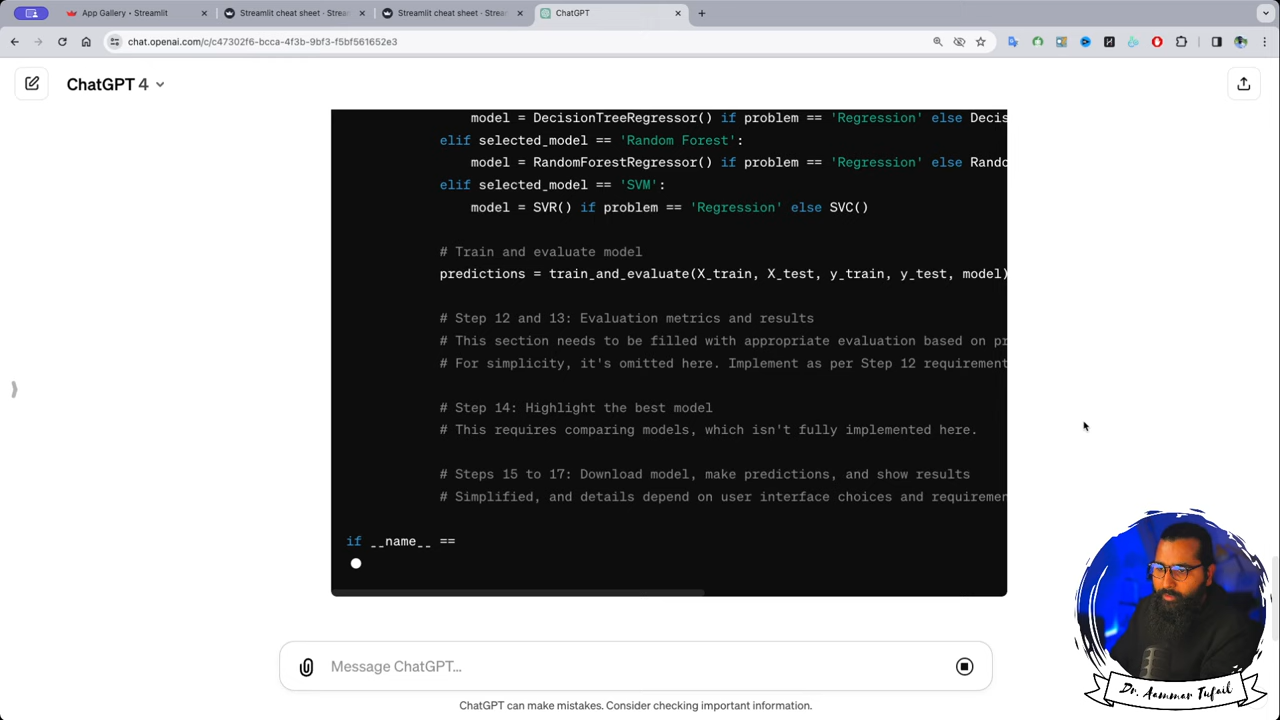 App Gallery • Streamlit
Streamlit cheat sheet - Strea
Streamlit cheat sheet - Strea
ChatGPT
chat.openai.com/c/c47302f6-bcca-4f3b-9bf3-f5bf561652e3
ChatGPT 4
model = DecisionTreeRegressor() if problem == 'Regression' else Decis
elif selected_model == 'Random Forest':
model = RandomForestRegressor() if problem == 'Regression' else Rando
elif selected_model == 'SVM':
model = SVR() if problem == 'Regression' else SVC()
# Train and evaluate model
predictions = train_and_evaluate(X_train, X_test, y_train, y_test, model)
# Step 12 and 13: Evaluation metrics and results
# This section needs to be filled with appropriate evaluation based on pr
# For simplicity, it's omitted here. Implement as per Step 12 requirement
# Step 14: Highlight the best model
# This requires comparing models, which isn't fully implemented here.
# Steps 15 to 17: Download model, make predictions, and show results
# Simplified, and details depend on user interface choices and requiremen
if __name__ ==
Message ChatGPT...
ChatGPT can make mistakes. Consider checking important information.
Dr. Aammar Tufail